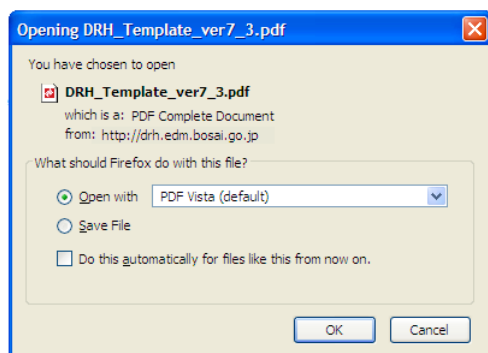 Opening DRH_Template_ver7_3.pdf
You have chosen to open
DRH_Template_ver7_3.pdf
which is a: PDF Complete Document
from: http://drh.edm.bosai.go.jp
What should Firefox do with this file?
Open with PDF Vista (default)
Save File
Do this automatically for files like this from now on.
OK Cancel